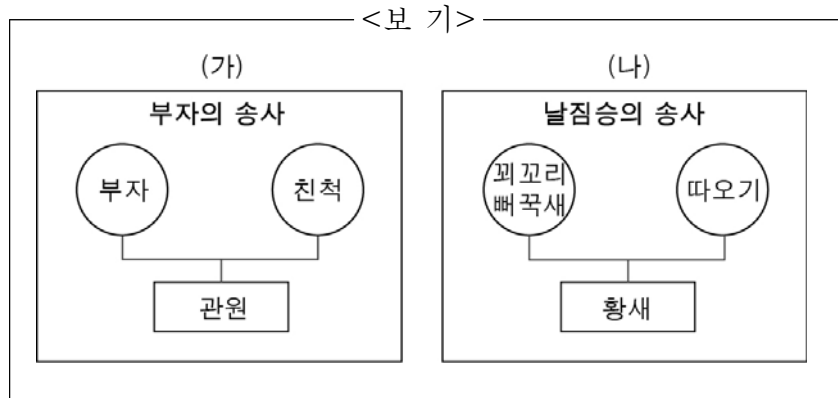 <보 기>
(가)
부자의 송사
부자
친척
관원
(나)
날짐승의 송사
꾀꼬리
뻐꾹새
따오기
황새